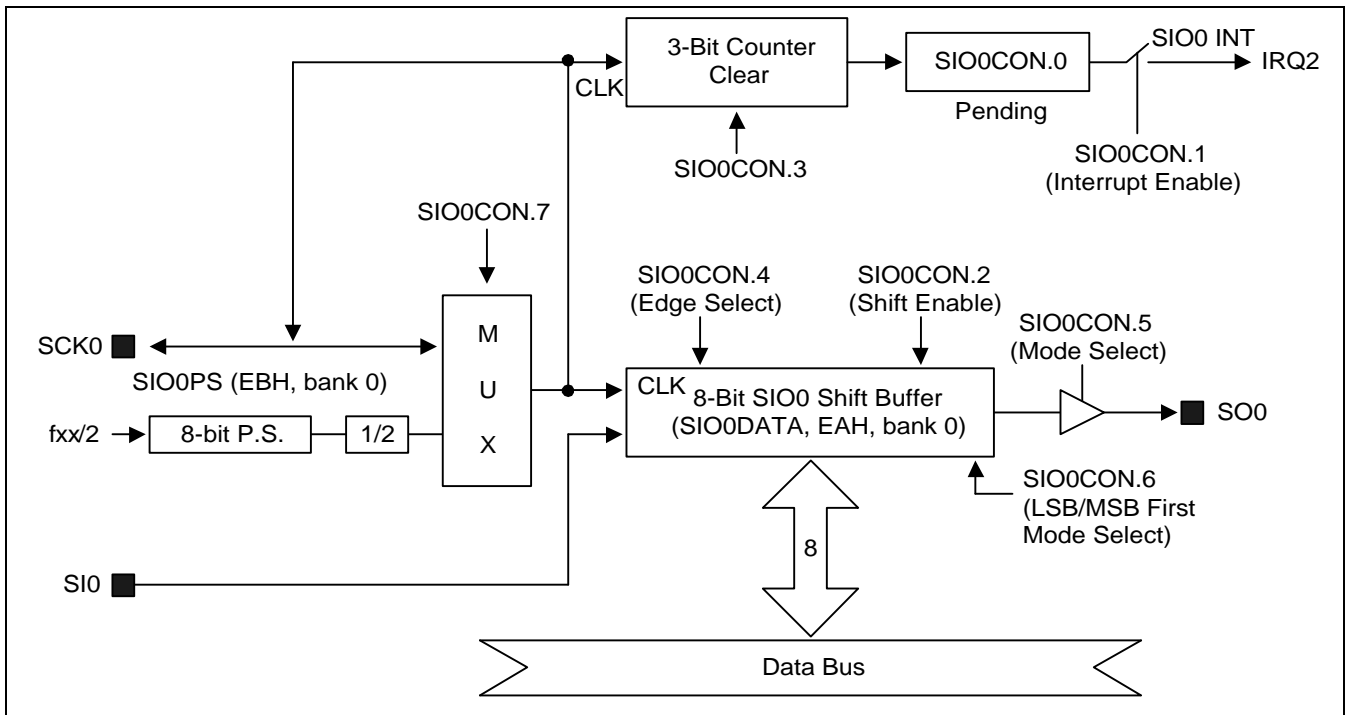 3-Bit Counter
Clear
CLK
SIO0CON.0
Pending
SIO0 INT
IRQ2
SIO0CON.3
SIO0CON.1
(Interrupt Enable)
SIO0CON.7
SIO0CON.4
(Edge Select)
SIO0CON.2
(Shift Enable)
SIO0CON.5
(Mode Select)
SCK0
SIO0PS (EBH, bank 0)
M
U
X
fxx/2
8-bit P.S.
1/2
CLK
8-Bit SIO0 Shift Buffer
(SIO0DATA, EAH, bank 0)
SO0
SIO0CON.6
(LSB/MSB First
Mode Select)
8
SI0
Data Bus